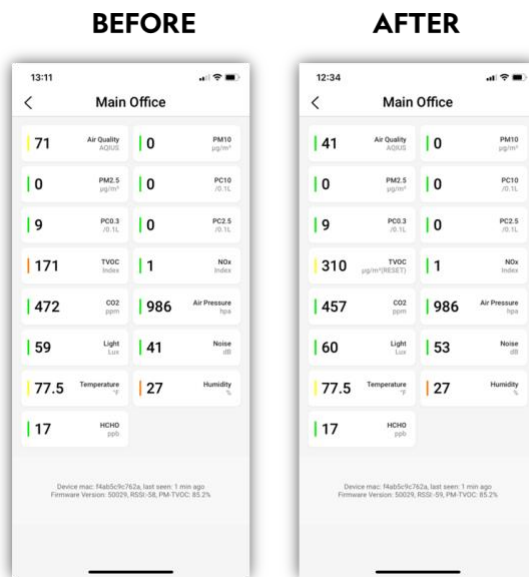 BEFORE
13:11
Main Office
71 Air Quality AQIUS
0 PM10 µg/m³
0 PM2.5 µg/m³
0 PC10 /0.1L
9 PC0.3 /0.1L
0 PC2.5 /0.1L
171 TVOC Index
1 NOx Index
472 CO2 ppm
986 Air Pressure hpa
59 Light Lux
41 Noise dB
77.5 Temperature °F
27 Humidity %
17 HCHO ppb
Device mac: f4ab5c9c762a, last seen: 1 min ago
Firmware Version: 50029, RSSI:-58, PM-TVOC: 85.2%
AFTER
12:34
Main Office
41 Air Quality AQIUS
0 PM10 µg/m³
0 PM2.5 µg/m³
0 PC10 /0.1L
9 PC0.3 /0.1L
0 PC2.5 /0.1L
310 TVOC µg/m³(RESET)
1 NOx Index
457 CO2 ppm
986 Air Pressure hpa
60 Light Lux
53 Noise dB
77.5 Temperature °F
27 Humidity %
17 HCHO ppb
Device mac: f4ab5c9c762a, last seen: 1 min ago
Firmware Version: 50029, RSSI:-59, PM-TVOC: 85.2%